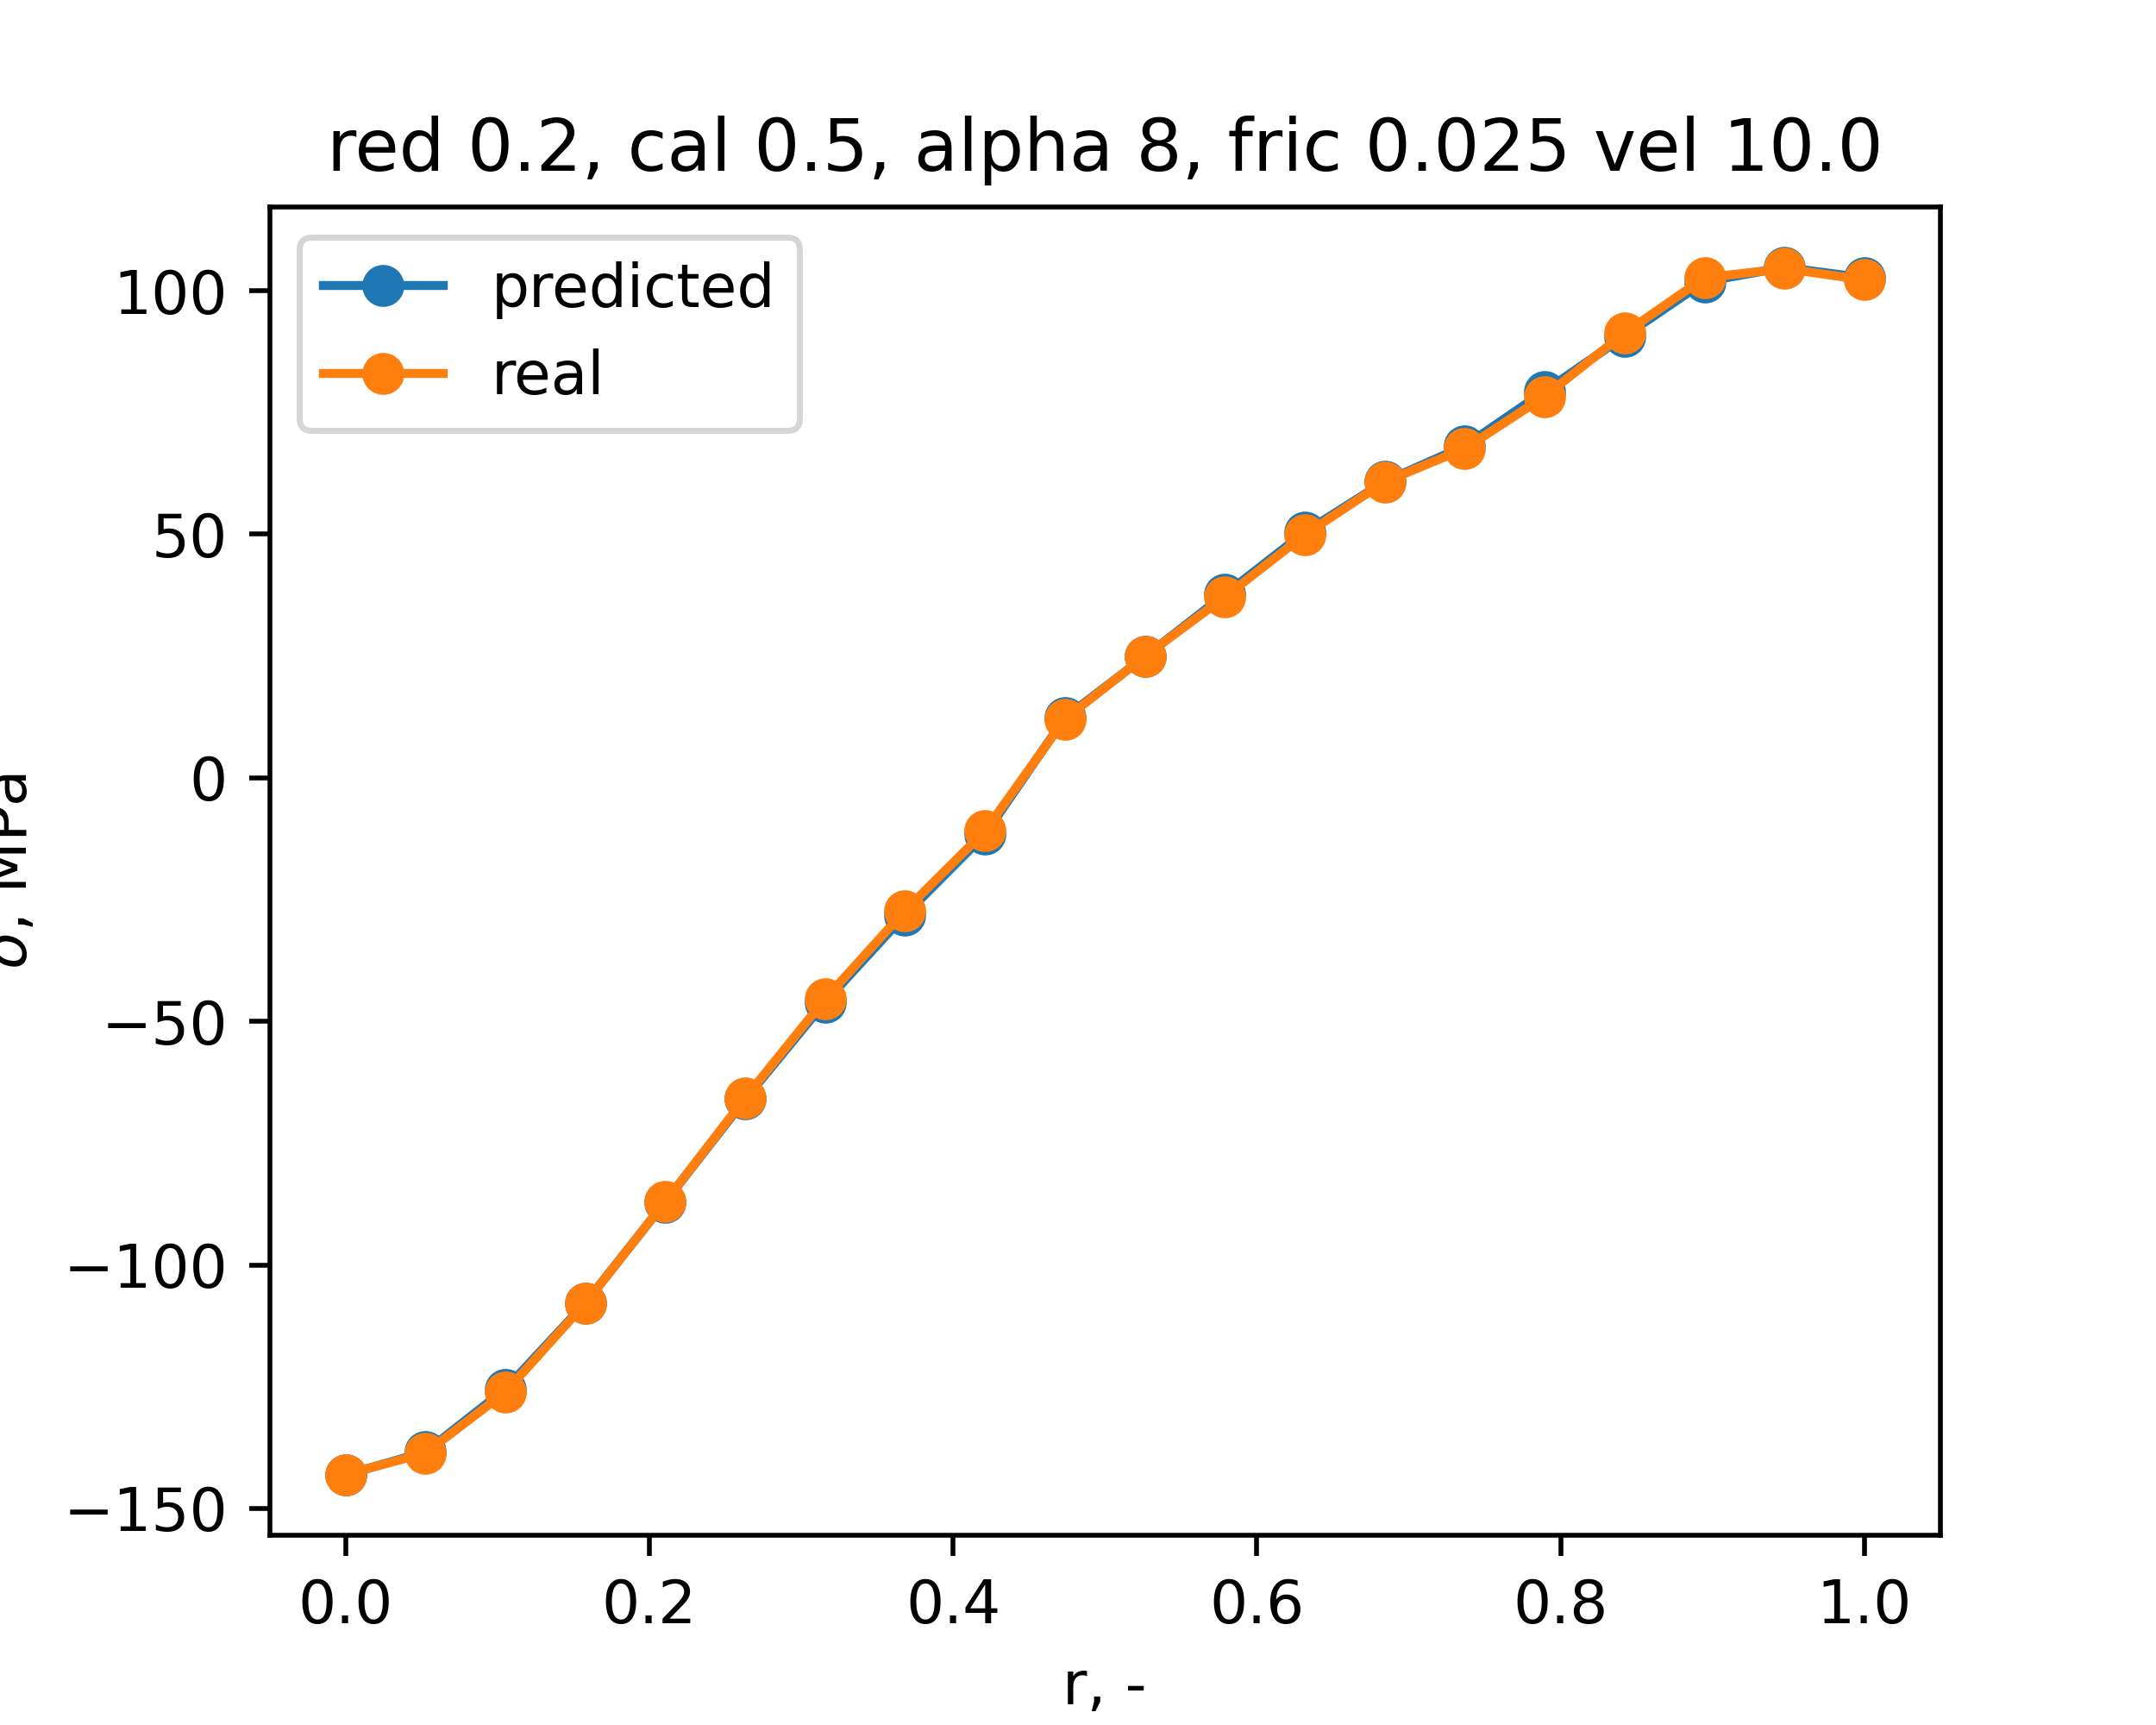 red 0.2, cal 0.5, alpha 8, fric 0.025 vel 10.0
predicted
real
100
50
0
−50
−100
−150
σ, MPa
0.0 0.2 0.4 0.6 0.8 1.0
r, -